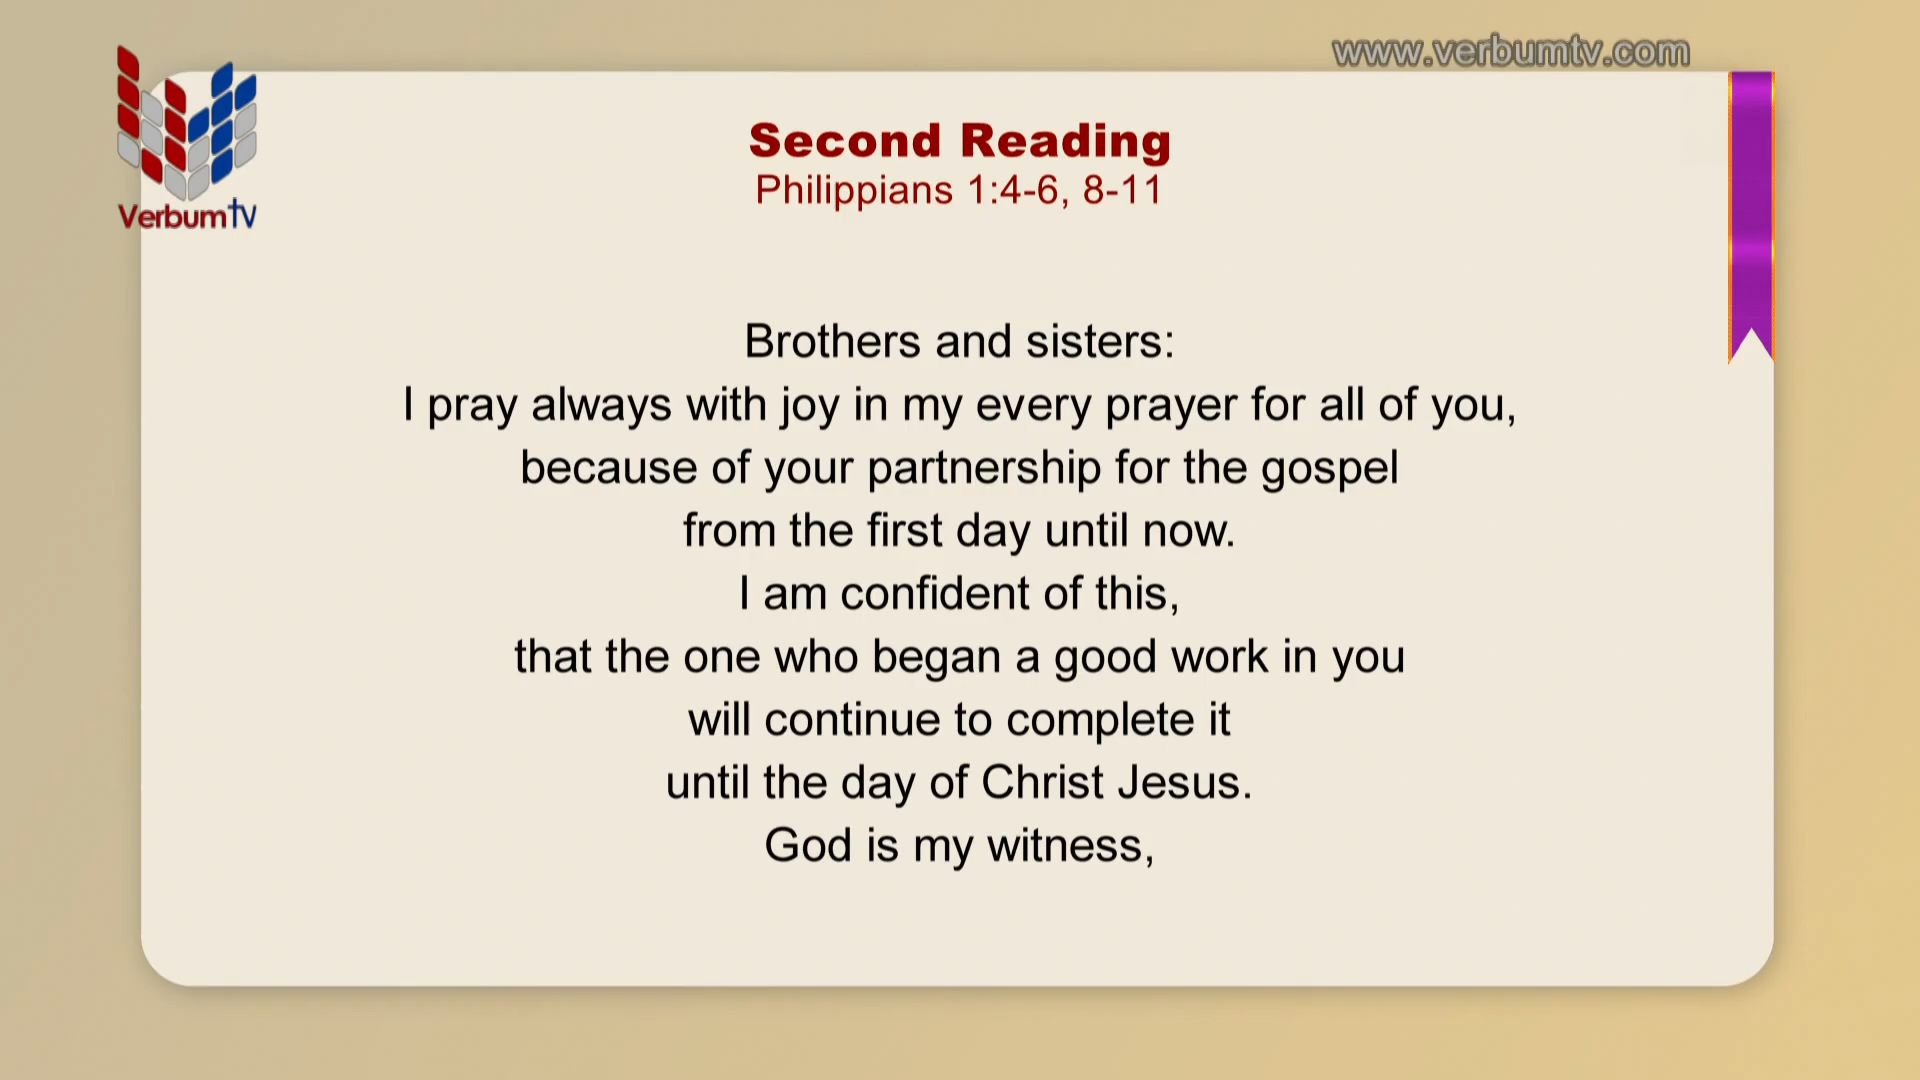 www.verbumtv.com
VerbumTV
Second Reading
Philippians 1:4-6, 8-11
Brothers and sisters:
I pray always with joy in my every prayer for all of you,
because of your partnership for the gospel
from the first day until now.
I am confident of this,
that the one who began a good work in you
will continue to complete it
until the day of Christ Jesus.
God is my witness,